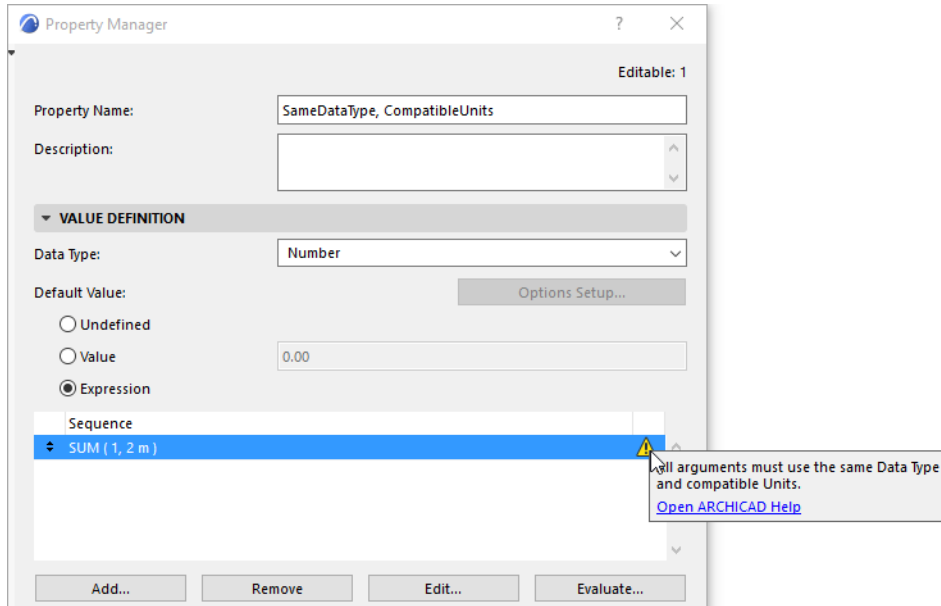 Property Manager
?
Editable: 1
Property Name:
SameDataType, CompatibleUnits
Description:
VALUE DEFINITION
Data Type:
Number
Default Value:
Options Setup...
Undefined
Value
0.00
Expression
Sequence
SUM ( 1, 2 m )
All arguments must use the same Data Type
and compatible Units.
Open ARCHICAD Help
Add...
Remove
Edit...
Evaluate...